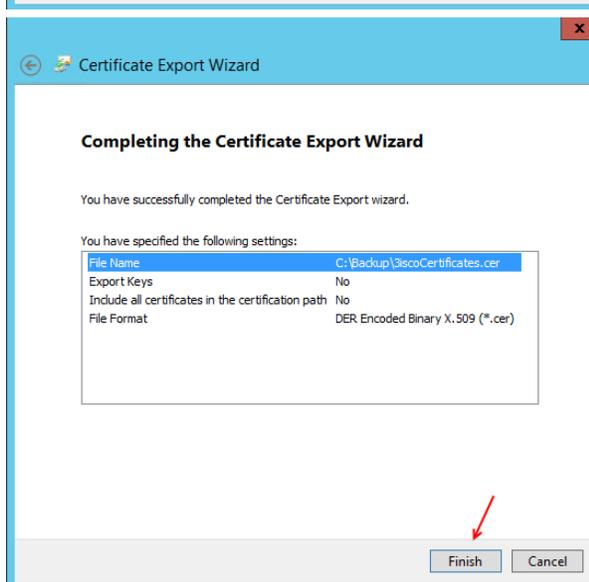 x
Certificate Export Wizard
Completing the Certificate Export Wizard
You have successfully completed the Certificate Export wizard.
You have specified the following settings:
File Name C:\Backup\3iscoCertificates.cer
Export Keys No
Include all certificates in the certification path No
File Format DER Encoded Binary X.509 (*.cer)
Finish Cancel